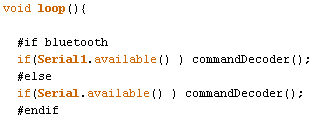 void loop(){
#if bluetooth
if(Serial1.available() ) commandDecoder();
#else
if(Serial.available() ) commandDecoder();
#endif